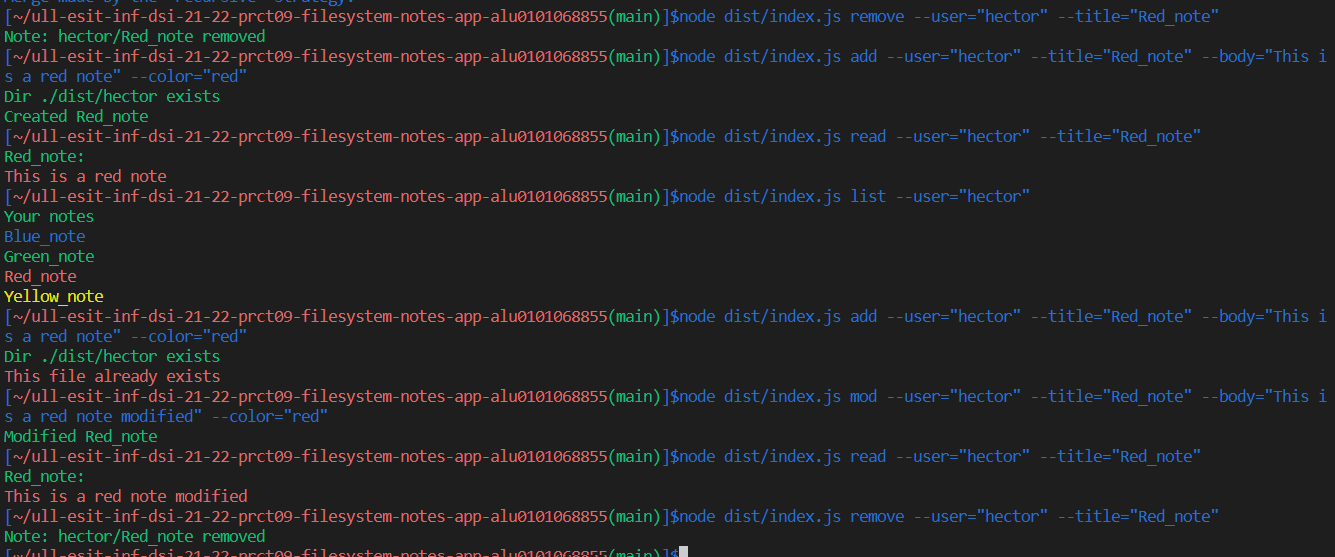 Merge made by the 'recursive' strategy.
[~/ull-esit-inf-dsi-21-22-prct09-filesystem-notes-app-alu0101068855(main)]$node dist/index.js remove --user="hector" --title="Red_note"
Note: hector/Red_note removed
[~/ull-esit-inf-dsi-21-22-prct09-filesystem-notes-app-alu0101068855(main)]$node dist/index.js add --user="hector" --title="Red_note" --body="This i
s a red note" --color="red"
Dir ./dist/hector exists
Created Red_note
[~/ull-esit-inf-dsi-21-22-prct09-filesystem-notes-app-alu0101068855(main)]$node dist/index.js read --user="hector" --title="Red_note"
Red_note:
This is a red note
[~/ull-esit-inf-dsi-21-22-prct09-filesystem-notes-app-alu0101068855(main)]$node dist/index.js list --user="hector"
Your notes
Blue_note
Green_note
Red_note
Yellow_note
[~/ull-esit-inf-dsi-21-22-prct09-filesystem-notes-app-alu0101068855(main)]$node dist/index.js add --user="hector" --title="Red_note" --body="This i
s a red note" --color="red"
Dir ./dist/hector exists
This file already exists
[~/ull-esit-inf-dsi-21-22-prct09-filesystem-notes-app-alu0101068855(main)]$node dist/index.js mod --user="hector" --title="Red_note" --body="This i
s a red note modified" --color="red"
Modified Red_note
[~/ull-esit-inf-dsi-21-22-prct09-filesystem-notes-app-alu0101068855(main)]$node dist/index.js read --user="hector" --title="Red_note"
Red_note:
This is a red note modified
[~/ull-esit-inf-dsi-21-22-prct09-filesystem-notes-app-alu0101068855(main)]$node dist/index.js remove --user="hector" --title="Red_note"
Note: hector/Red_note removed
[~/ull-esit-inf-dsi-21-22-prct09-filesystem-notes-app-alu0101068855(main)]$